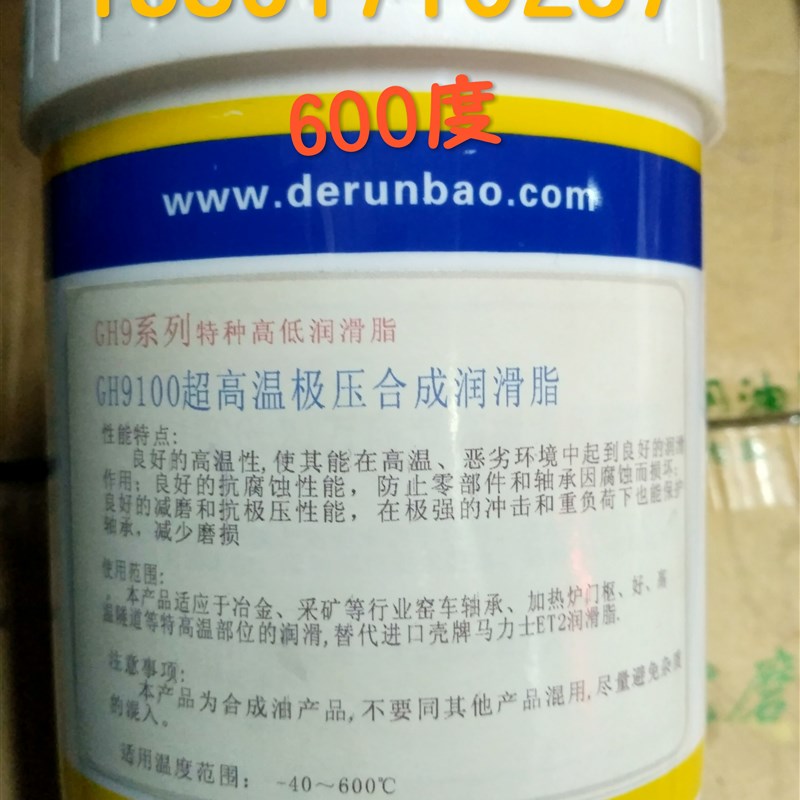 600度
www.derunbao.com
GH9系列特种高低润滑脂
GH9100超高温极压合成润滑脂
性能特点:
良好的高温性,使其能在高温、恶劣环境中起到良好的润滑
作用;良好的抗腐蚀性能，防止零部件和轴承因腐蚀而损坏;
良好的减磨和抗极压性能，在极强的冲击和重负荷下也能保护
轴承，减少磨损
使用范围:
本产品适应于冶金、采矿等行业窑车轴承、加热炉门枢、好、高
温隧道等特高温部位的润滑,替代进口壳牌马力士ET2润滑脂.
注意事项:
本产品为合成油产品,不要同其他产品混用,尽量避免杂质
的混入。
适用温度范围: -40～600℃
油
磨